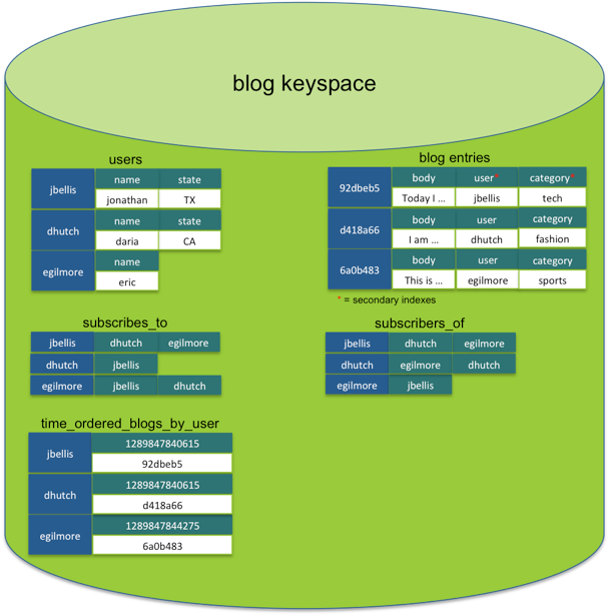 blog keyspace
users
jbellis name state
jonathan TX
dhutch name state
daria CA
egilmore name
eric
blog entries
92dbeb5 body user* category*
Today I ... jbellis tech
d418a66 body user category
I am ... dhutch fashion
6a0b483 body user category
This is ... egilmore sports
* = secondary indexes
subscribes_to
jbellis dhutch egilmore
dhutch jbellis
egilmore jbellis dhutch
subscribers_of
jbellis dhutch egilmore
dhutch egilmore dhutch
egilmore jbellis
time_ordered_blogs_by_user
jbellis 1289847840615
92dbeb5
dhutch 1289847840615
d418a66
egilmore 1289847844275
6a0b483